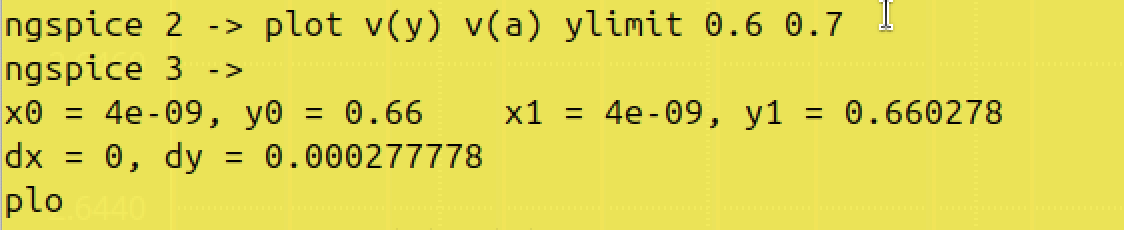 ngspice 2 -> plot v(y) v(a) ylimit 0.6 0.7
ngspice 3 ->
x0 = 4e-09, y0 = 0.66    x1 = 4e-09, y1 = 0.660278
dx = 0, dy = 0.000277778
plo